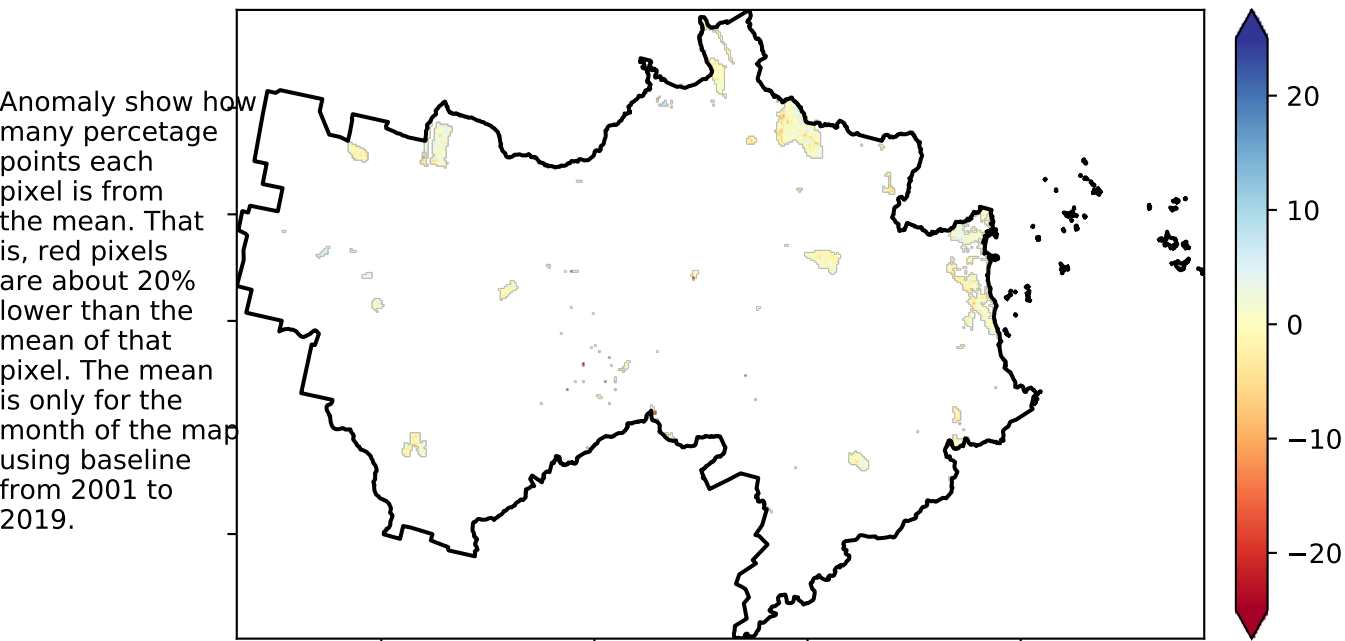 Anomaly show how
many percetage
points each
pixel is from
the mean. That
is, red pixels
are about 20%
lower than the
mean of that
pixel. The mean
is only for the
month of the map
using baseline
from 2001 to
2019.
20
10
0
−10
−20